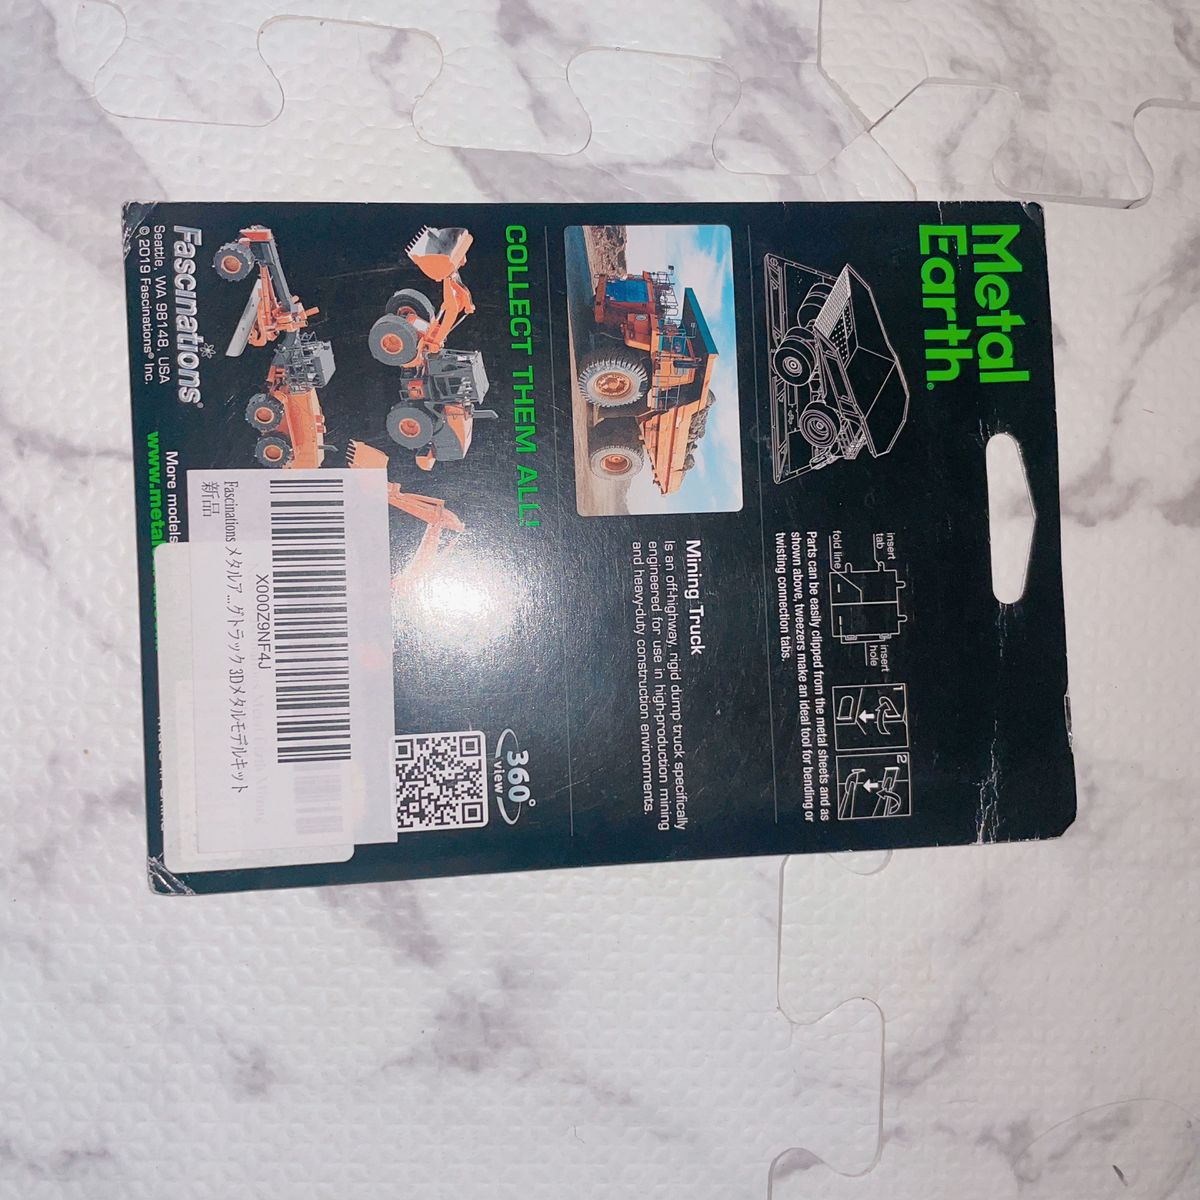 Metal
Earth®
insert
tab
fold line
insert
hole
1
2
Parts can be easily clipped from the metal sheets and as
shown above, tweezers make an ideal tool for bending or
twisting connection tabs.
Mining Truck
Is an off-highway, rigid dump truck specifically
engineered for use in high-production mining
and heavy-duty construction environments.
COLLECT THEM ALL!
360°
view
Fascinations®
Seattle, WA 98148, USA
© 2019 Fascinations® Inc.
More models
www.metal
X000Z9NF4J
Fascinations メタルア...グトラック 3Dメタルモデルキット
新品